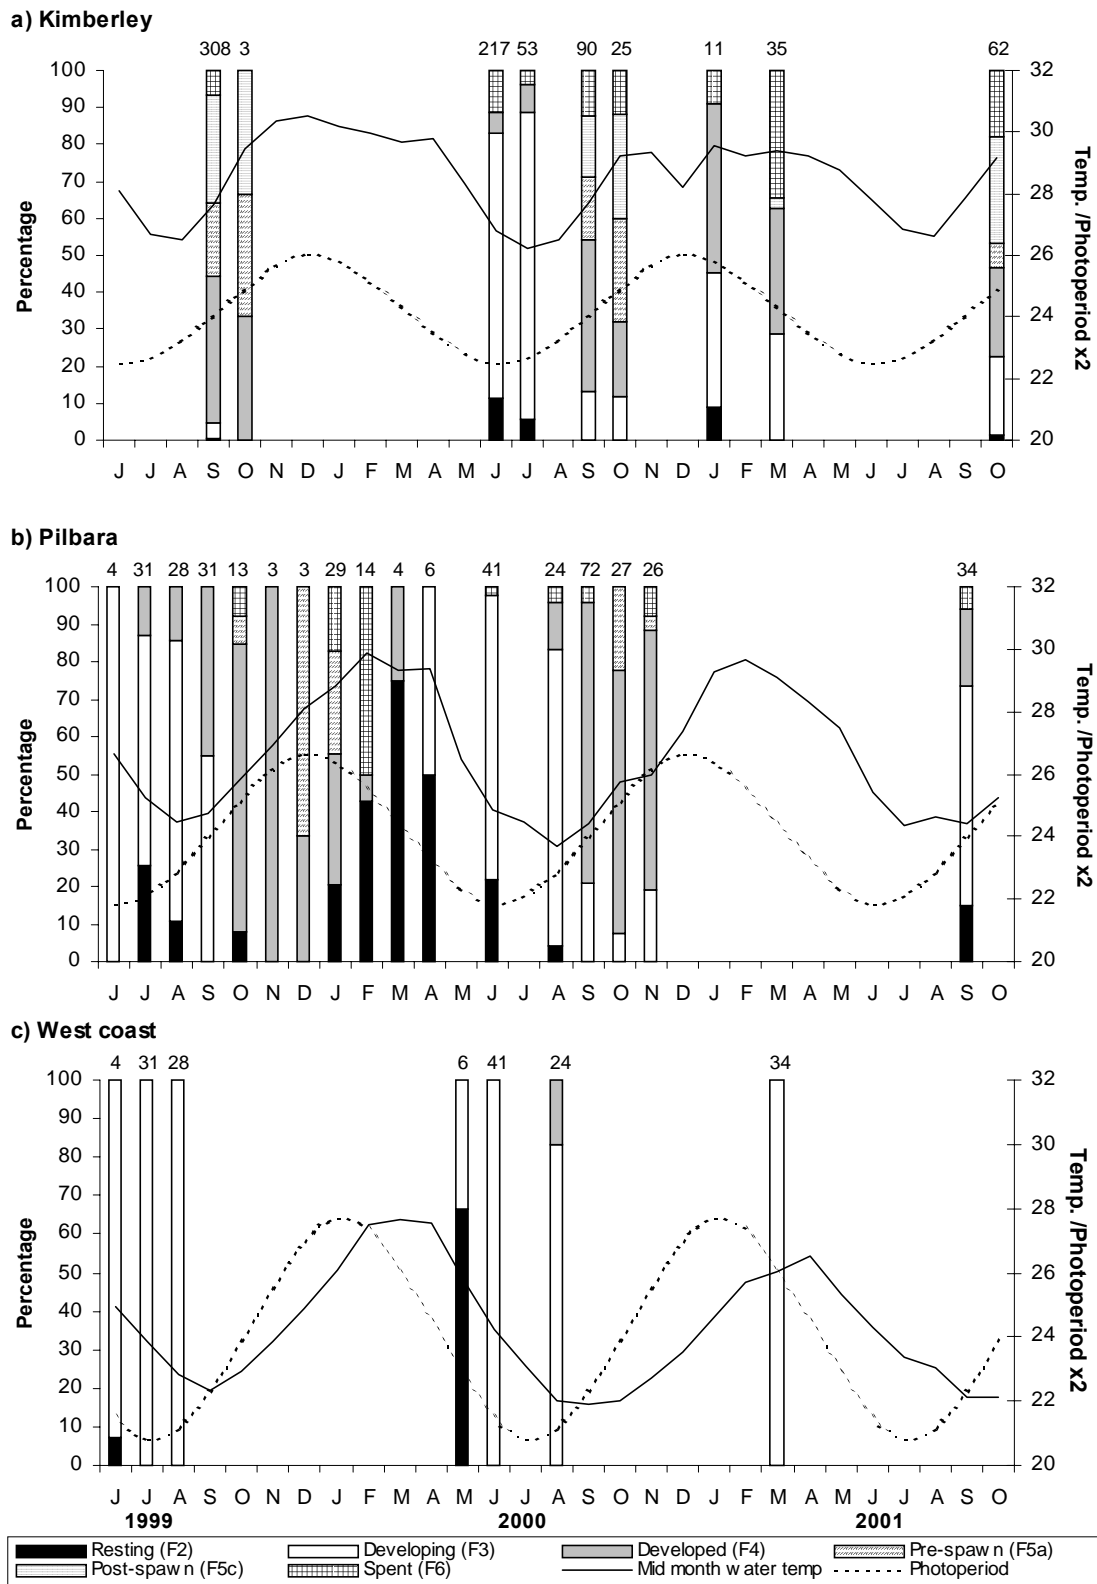 a) Kimberley
308 3 217 53 90 25 11 35 62
100 32
90
80 30
70 28
60
50 26
40 24
30
20 22
10
0 20
Percentage
Temp. /Photoperiod x2
J J A S O N D J F M A M J J A S O N D J F M A M J J A S O
b) Pilbara
4 31 28 31 13 3 3 29 14 4 6 41 24 72 27 26 34
100 32
90
80 30
70 28
60
50 26
40 24
30
20 22
10
0 20
Percentage
Temp. /Photoperiod x2
J J A S O N D J F M A M J J A S O N D J F M A M J J A S O
c) West coast
4 31 28 6 41 24 34
100 32
90
80 30
70 28
60
50 26
40 24
30
20 22
10
0 20
Percentage
Temp. /Photoperiod x2
J J A S O N D J F M A M J J A S O N D J F M A M J J A S O
1999 2000 2001
Resting (F2) Developing (F3) Developed (F4) Pre-spawn (F5a)
Post-spawn (F5c) Spent (F6) Mid month water temp Photoperiod